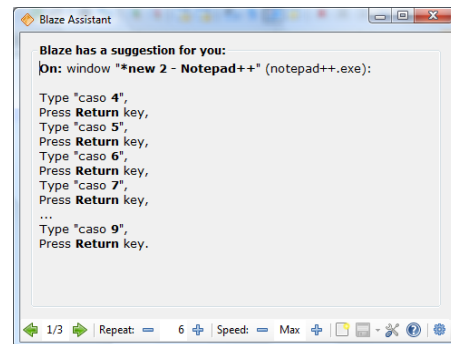 Blaze Assistant
Blaze has a suggestion for you:
On: window "*new 2 - Notepad++" (notepad++.exe):
Type "caso 4",
Press Return key,
Type "caso 5",
Press Return key,
Type "caso 6",
Press Return key,
Type "caso 7",
Press Return key,
...
Type "caso 9",
Press Return key.
1/3 Repeat: 6 Speed: Max